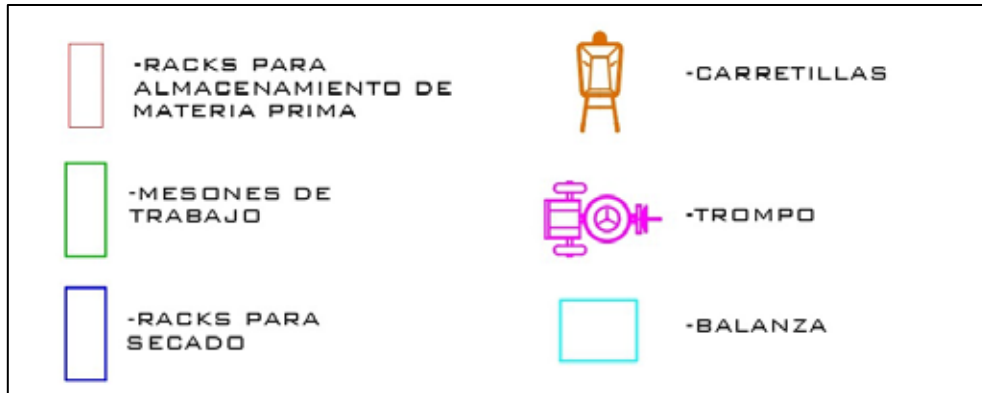 -RACKS PARA
ALMACENAMIENTO DE
MATERIA PRIMA
-MESONES DE
TRABAJO
-RACKS PARA
SECADO
-CARRETILLAS
-TROMPO
-BALANZA